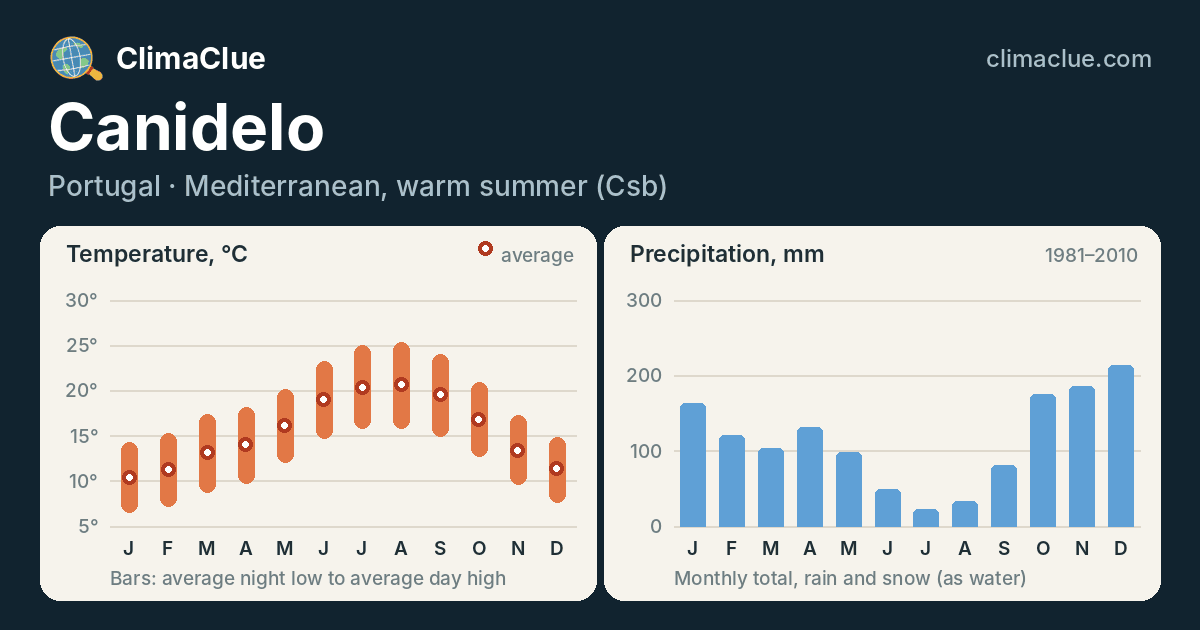 ClimaClue
climaclue.com
Canidelo
Portugal · Mediterranean, warm summer (Csb)
Temperature, °C
average
30°
25°
20°
15°
10°
5°
J F M A M J J A S O N D
Bars: average night low to average day high
Precipitation, mm
1981–2010
300
200
100
0
J F M A M J J A S O N D
Monthly total, rain and snow (as water)